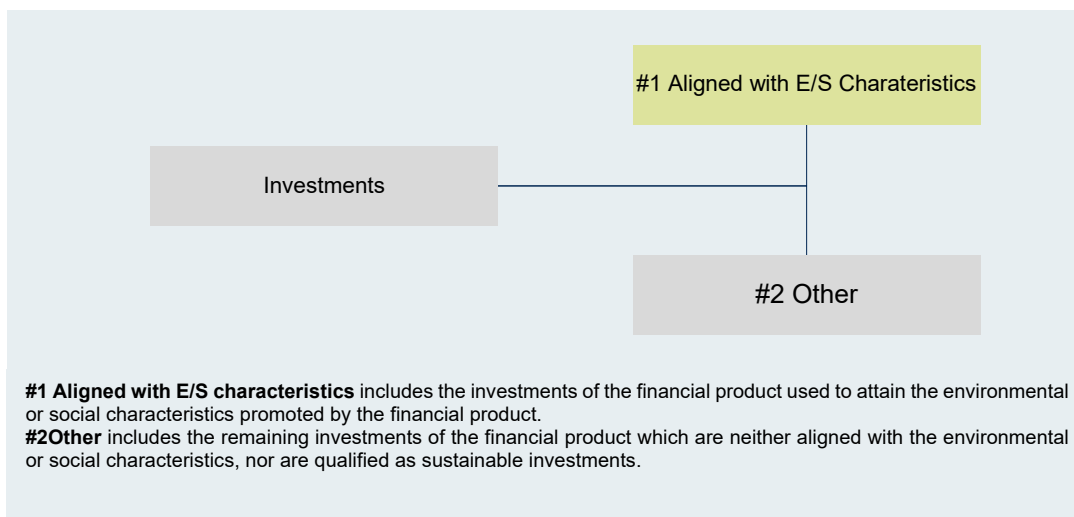 #1 Aligned with E/S Charateristics
Investments
#2 Other
#1 Aligned with E/S characteristics includes the investments of the financial product used to attain the environmental
or social characteristics promoted by the financial product.
#2Other includes the remaining investments of the financial product which are neither aligned with the environmental
or social characteristics, nor are qualified as sustainable investments.